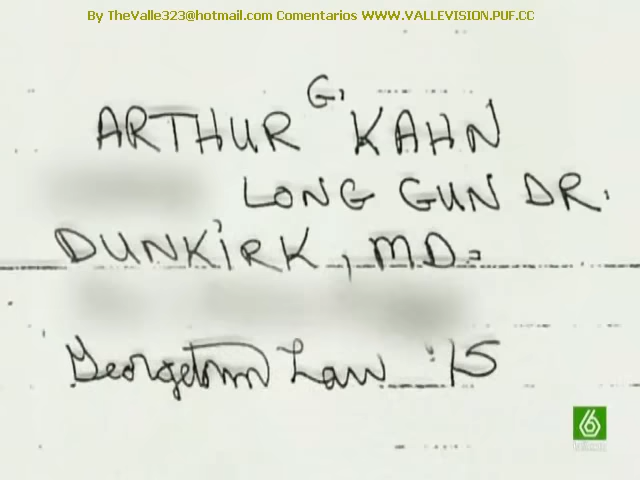 By TheValle323@hotmail.com Comentarios WWW.VALLEVISION.PUF.CC
G.
ARTHUR KAHN
LONG GUN DR.
DUNKIRK, MD.
Georgetown Law '15
6